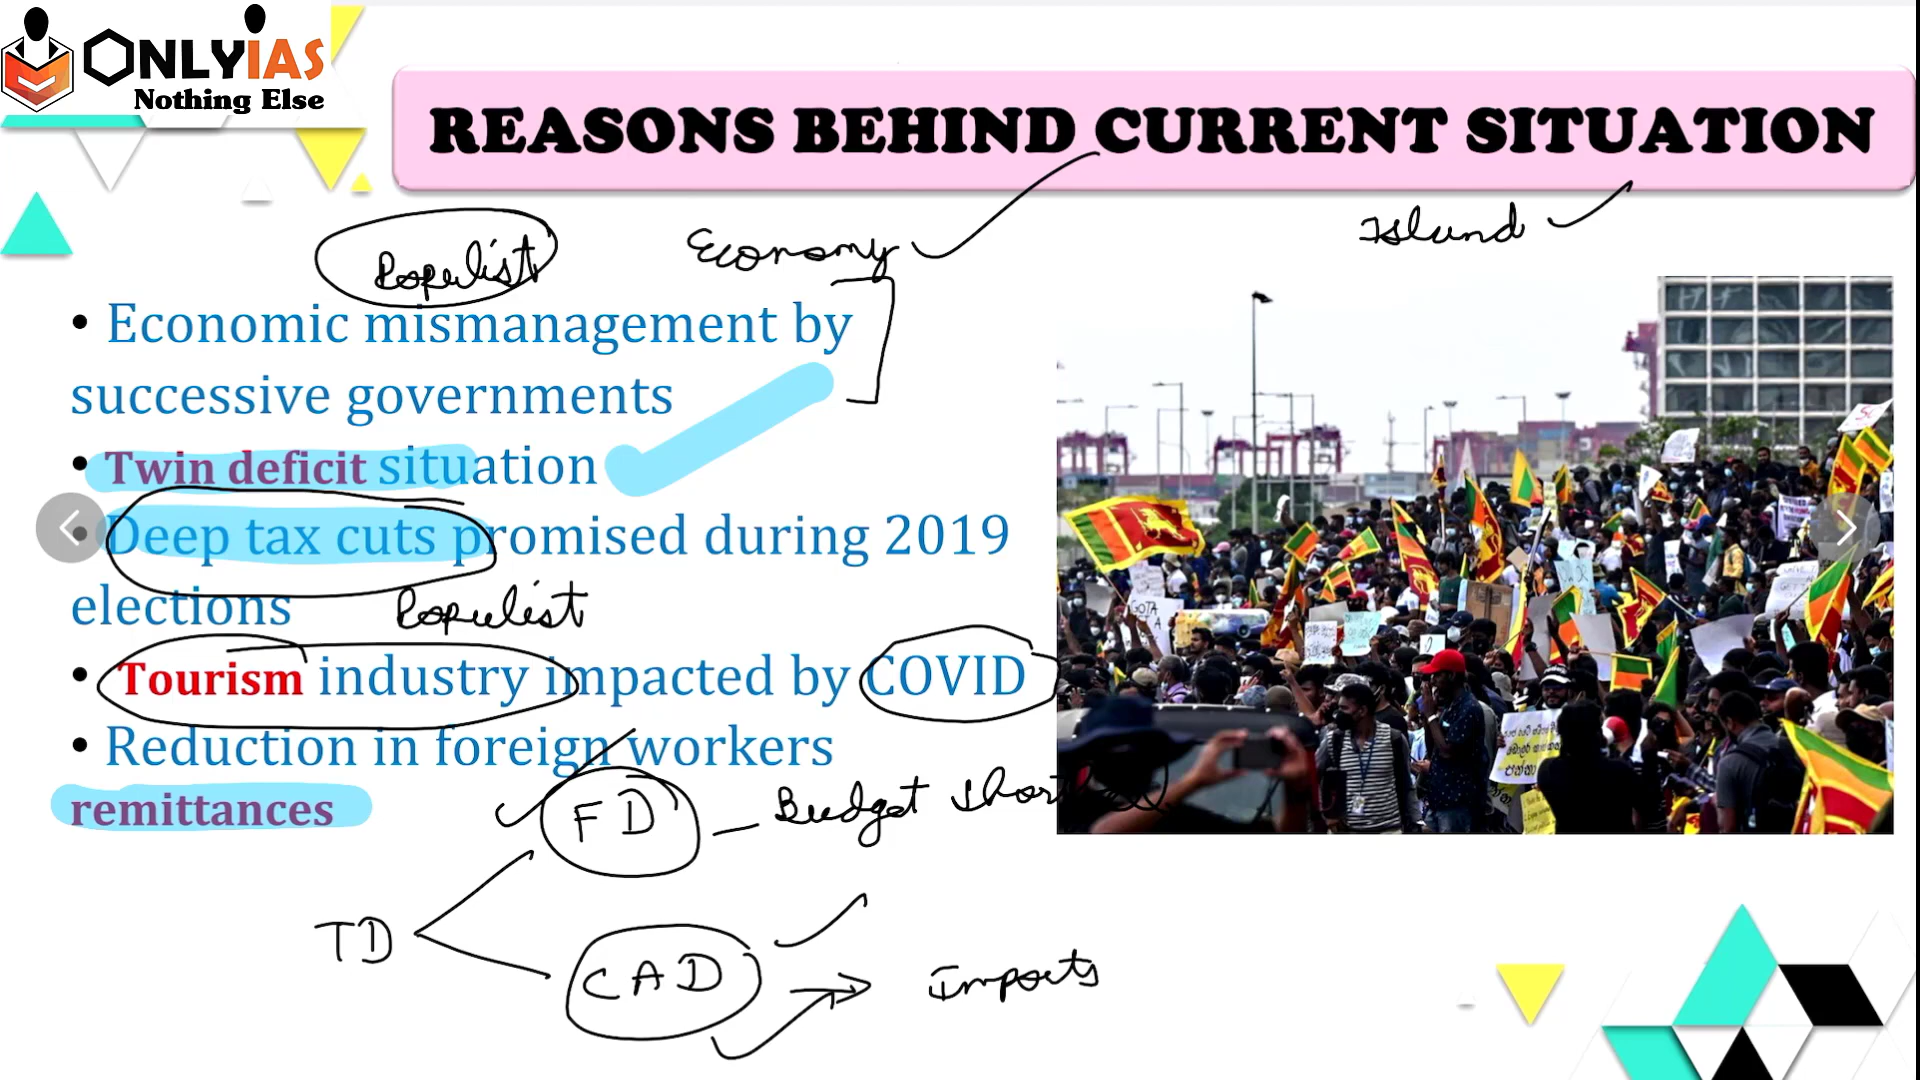 ONLYIAS
Nothing Else
REASONS BEHIND CURRENT SITUATION
Island
Populist
Economy
• Economic mismanagement by
successive governments
• Twin deficit situation
• Deep tax cuts promised during 2019
elections
Populist
• Tourism industry impacted by COVID
• Reduction in foreign workers
remittances
FD — Budget short
TD
CAD
Imports
GOTA